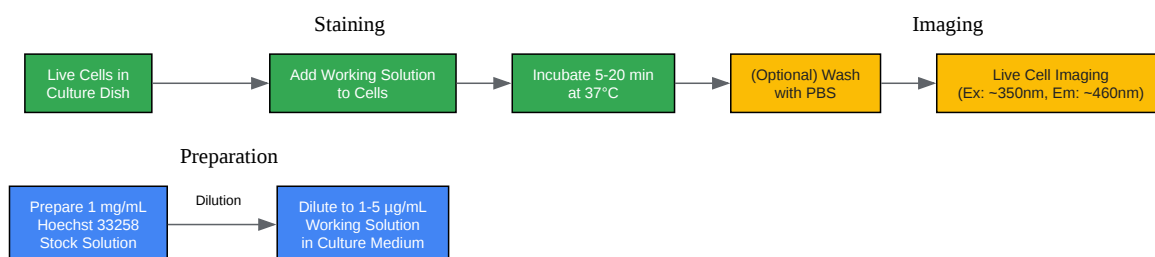 Staining
Imaging
Live Cells in
Culture Dish
Add Working Solution
to Cells
Incubate 5-20 min
at 37°C
(Optional) Wash
with PBS
Live Cell Imaging
(Ex: ~350nm, Em: ~460nm)
Preparation
Prepare 1 mg/mL
Hoechst 33258
Stock Solution
Dilution
Dilute to 1-5 µg/mL
Working Solution
in Culture Medium